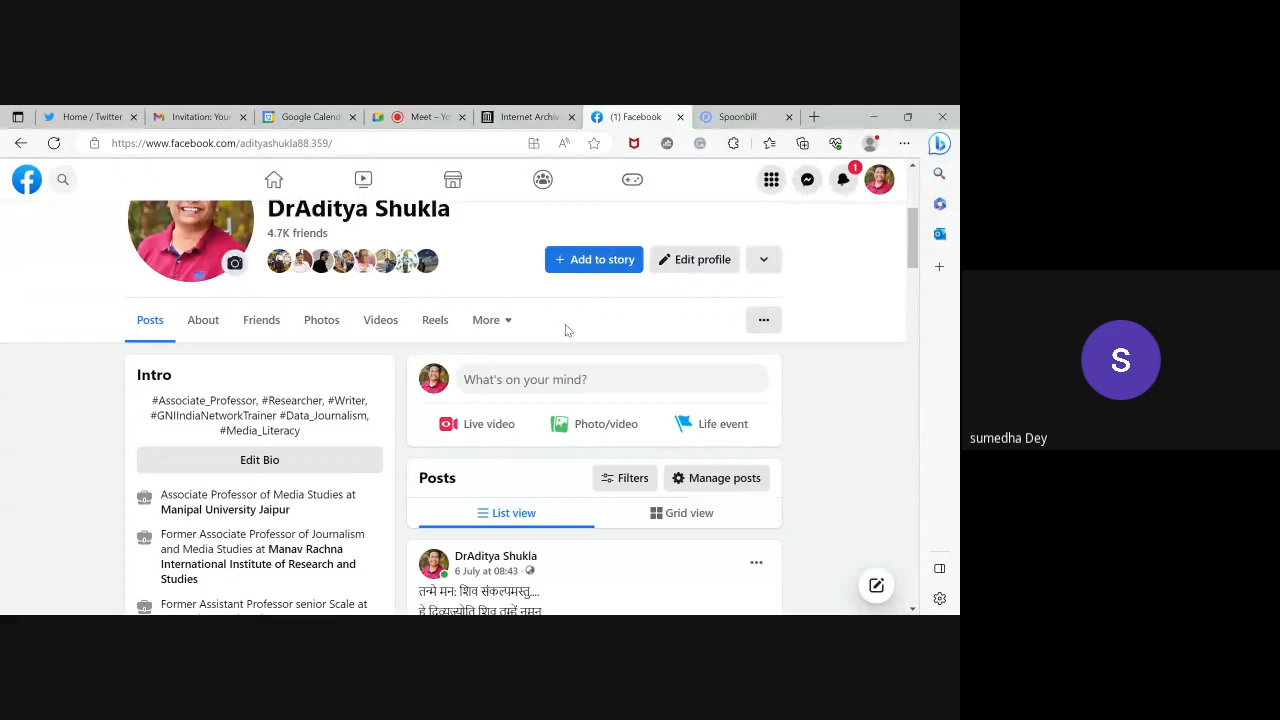 Home / Twitter
Invitation: Your
Google Calend
Meet – Yo
Internet Archiv
(1) Facebook
Spoonbill
https://www.facebook.com/adityashukla88.359/
1
DrAditya Shukla
4.7K friends
+ Add to story
Edit profile
Posts
About
Friends
Photos
Videos
Reels
More
Intro
#Associate_Professor, #Researcher, #Writer,
#GNIIndiaNetworkTrainer #Data_Journalism,
#Media_Literacy
Edit Bio
Associate Professor of Media Studies at
Manipal University Jaipur
Former Associate Professor of Journalism
and Media Studies at Manav Rachna
International Institute of Research and
Studies
Former Assistant Professor senior Scale at
What's on your mind?
Live video
Photo/video
Life event
Posts
Filters
Manage posts
List view
Grid view
DrAditya Shukla
6 July at 08:43
तन्मे मन: शिव संकल्पमस्तु....
हे दिव्यज्योति शिव तुम्हें नमन
S
sumedha Dey